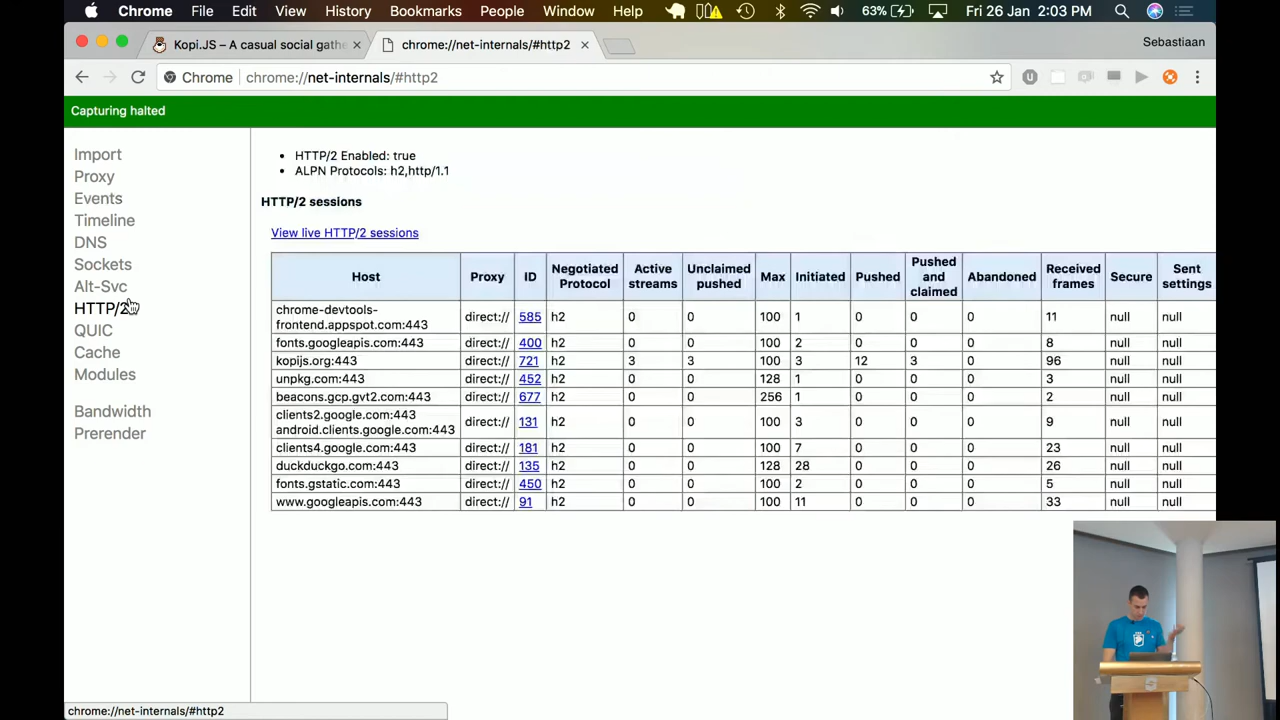 Chrome File Edit View History Bookmarks People Window Help 63% Fri 26 Jan 2:03 PM
Kopi.JS – A casual social gathe
chrome://net-internals/#http2
Sebastiaan
Chrome chrome://net-internals/#http2
Capturing halted
Import
Proxy
Events
Timeline
DNS
Sockets
Alt-Svc
HTTP/2
QUIC
Cache
Modules
Bandwidth
Prerender
HTTP/2 Enabled: true
ALPN Protocols: h2,http/1.1
HTTP/2 sessions
View live HTTP/2 sessions
Host Proxy ID Negotiated Protocol Active streams Unclaimed pushed Max Initiated Pushed Pushed and claimed Abandoned Received frames Secure Sent settings
chrome-devtools-frontend.appspot.com:443 direct:// 585 h2 0 0 100 1 0 0 0 11 null null
fonts.googleapis.com:443 direct:// 400 h2 0 0 100 2 0 0 0 8 null null
kopijs.org:443 direct:// 721 h2 3 3 100 3 12 3 0 96 null null
unpkg.com:443 direct:// 452 h2 0 0 128 1 0 0 0 3 null null
beacons.gcp.gvt2.com:443 direct:// 677 h2 0 0 256 1 0 0 0 2 null null
clients2.google.com:443 android.clients.google.com:443 direct:// 131 h2 0 0 100 3 0 0 0 9 null null
clients4.google.com:443 direct:// 181 h2 0 0 100 7 0 0 0 23 null null
duckduckgo.com:443 direct:// 135 h2 0 0 128 28 0 0 0 26 null null
fonts.gstatic.com:443 direct:// 450 h2 0 0 100 2 0 0 0 5 null null
www.googleapis.com:443 direct:// 91 h2 0 0 100 11 0 0 0 33 null null
chrome://net-internals/#http2